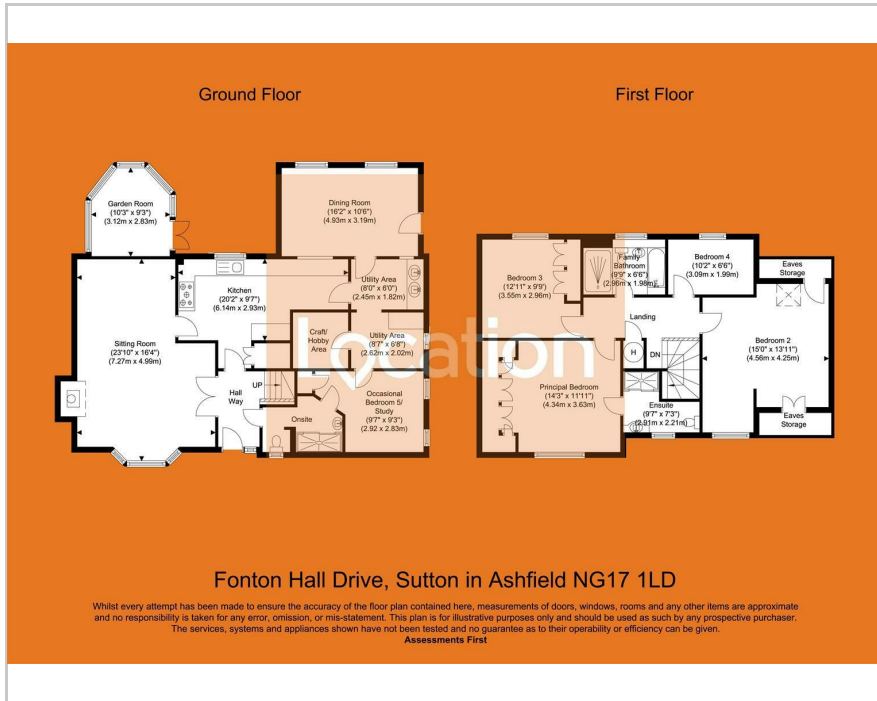 Ground Floor
First Floor
Garden Room
(10'3" x 9'3")
(3.12m x 2.83m)
Dining Room
(16'2" x 10'6")
(4.93m x 3.19m)
Kitchen
(20'2" x 9'7")
(6.14m x 2.93m)
Utility Area
(8'0" x 6'0")
(2.45m x 1.82m)
Sitting Room
(23'10" x 16'4")
(7.27m x 4.99m)
Craft/
Hobby
Area
Utility Area
(8'7" x 6'8")
(2.62m x 2.02m)
Hall
Way
UP
Occasional
Bedroom 5/
Study
(9'7" x 9'3")
(2.92 x 2.83m)
Onsite
Bedroom 3
(12'11" x 9'9")
(3.55m x 2.96m)
Family
Bathroom
(9'9" x 6'6")
(2.96m x 1.98m)
Bedroom 4
(10'2" x 6'6")
(3.09m x 1.99m)
Eaves
Storage
Landing
Bedroom 2
(15'0" x 13'11")
(4.56m x 4.25m)
H
DN
Principal Bedroom
(14'3" x 11'11")
(4.34m x 3.63m)
Ensuite
(9'7" x 7'3")
(2.91m x 2.21m)
Eaves
Storage
Location
Fonton Hall Drive, Sutton in Ashfield NG17 1LD
Whilst every attempt has been made to ensure the accuracy of the floor plan contained here, measurements of doors, windows, rooms and any other items are approximate
and no responsibility is taken for any error, omission, or mis-statement. This plan is for illustrative purposes only and should be used as such by any prospective purchaser.
The services, systems and appliances shown have not been tested and no guarantee as to their operability or efficiency can be given.
Assessments First